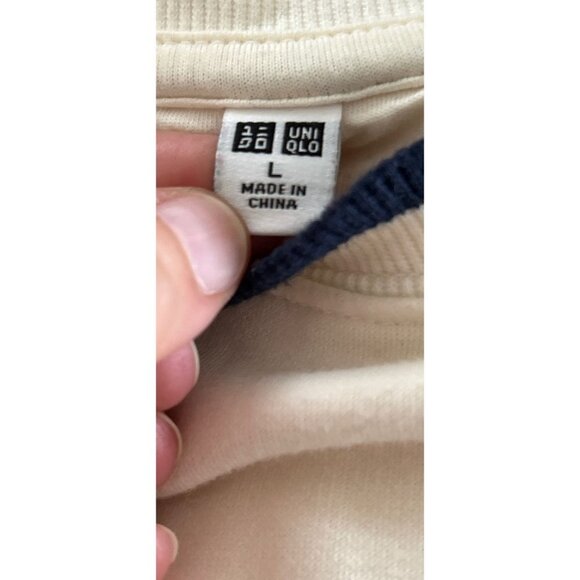 ユニ UNI
クロ QLO
L
MADE IN
CHINA